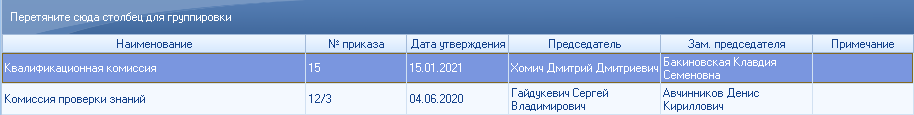 Перетяните сюда столбец для группировки
Наименование № приказа Дата утверждения Председатель Зам. председателя Примечание
Квалификационная комиссия 15 15.01.2021 Хомич Дмитрий Дмитриевич Бакиновская Клавдия
Семеновна
Комиссия проверки знаний 12/3 04.06.2020 Гайдукевич Сергей Авчинников Денис
Владимирович Кириллович